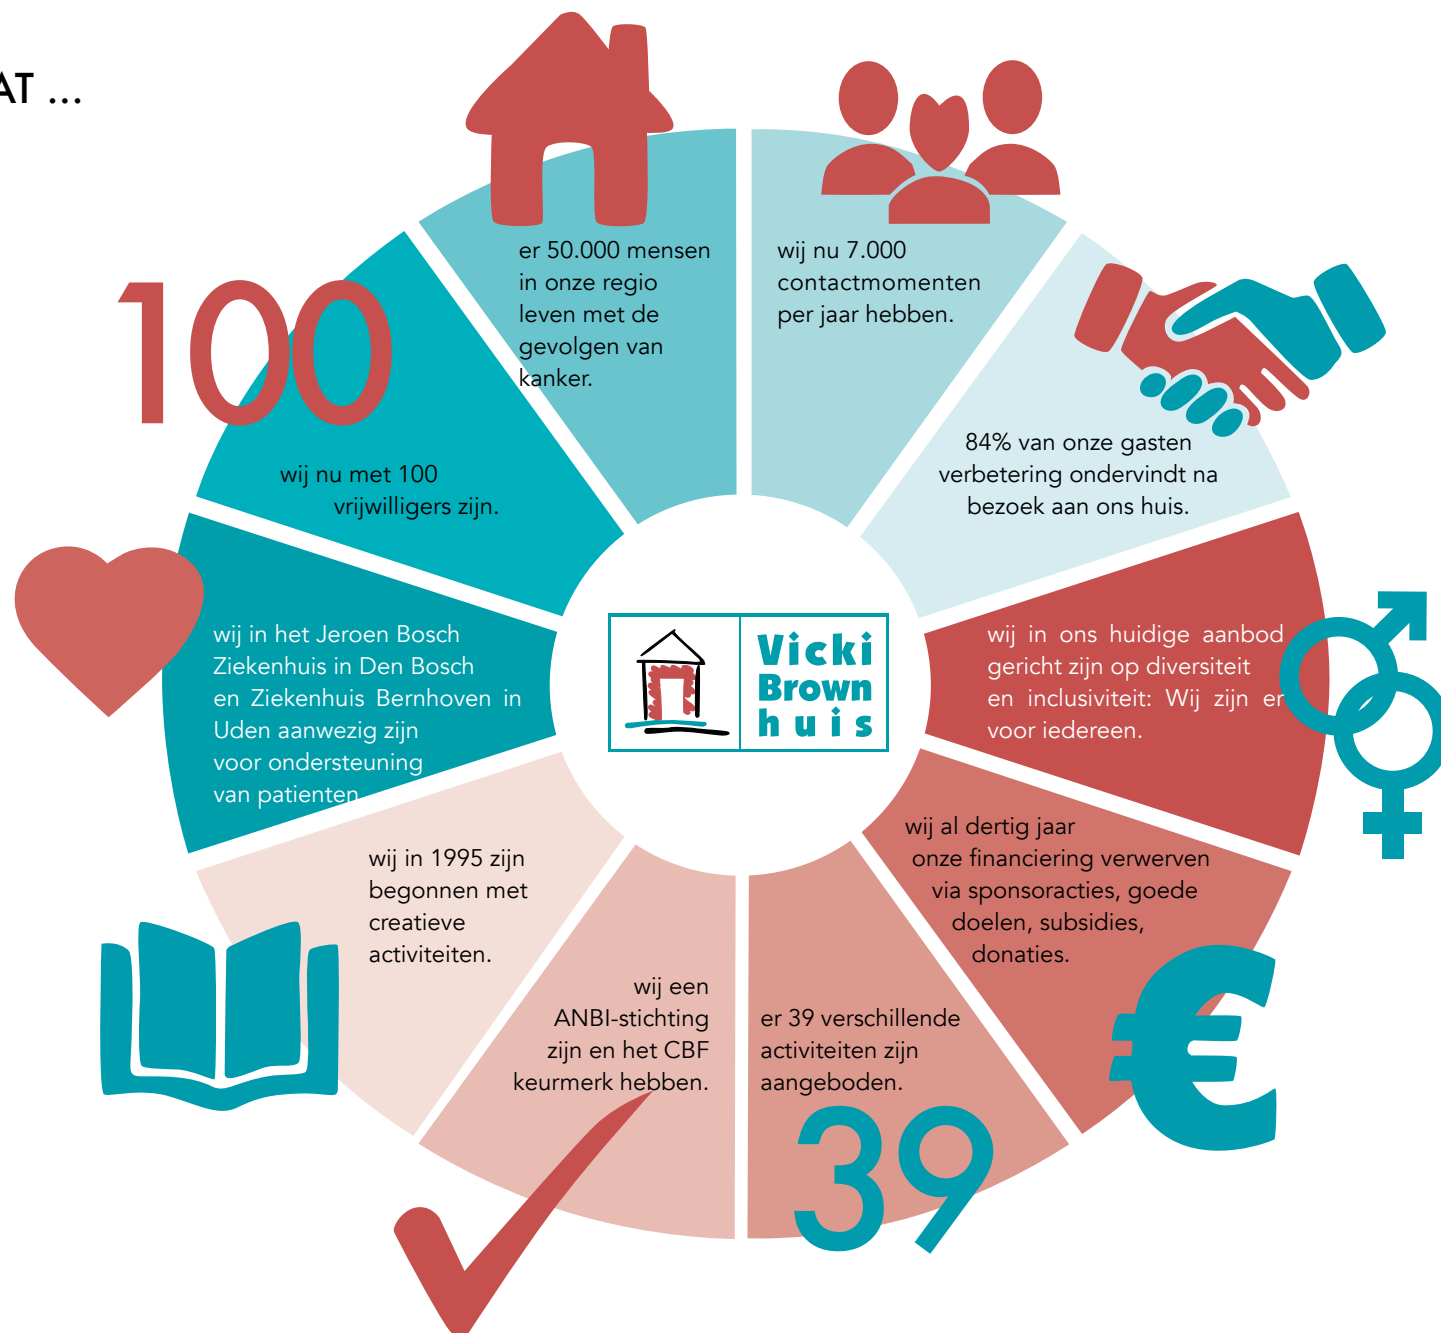 AT ...
er 50.000 mensen
in onze regio
leven met de
gevolgen van
kanker.
wij nu 7.000
contactmomenten
per jaar hebben.
84% van onze gasten
verbetering ondervindt na
bezoek aan ons huis.
wij in ons huidige aanbod
gericht zijn op diversiteit
en inclusiviteit: Wij zijn er
voor iedereen.
wij al dertig jaar
onze financiering verwerven
via sponsoracties, goede
doelen, subsidies,
donaties.
€
er 39 verschillende
activiteiten zijn
aangeboden.
39
wij een
ANBI-stichting
zijn en het CBF
keurmerk hebben.
wij in 1995 zijn
begonnen met
creatieve
activiteiten.
wij in het Jeroen Bosch
Ziekenhuis in Den Bosch
en Ziekenhuis Bernhoven in
Uden aanwezig zijn
voor ondersteuning
van patienten.
100
wij nu met 100
vrijwilligers zijn.
Vicki
Brown
huis